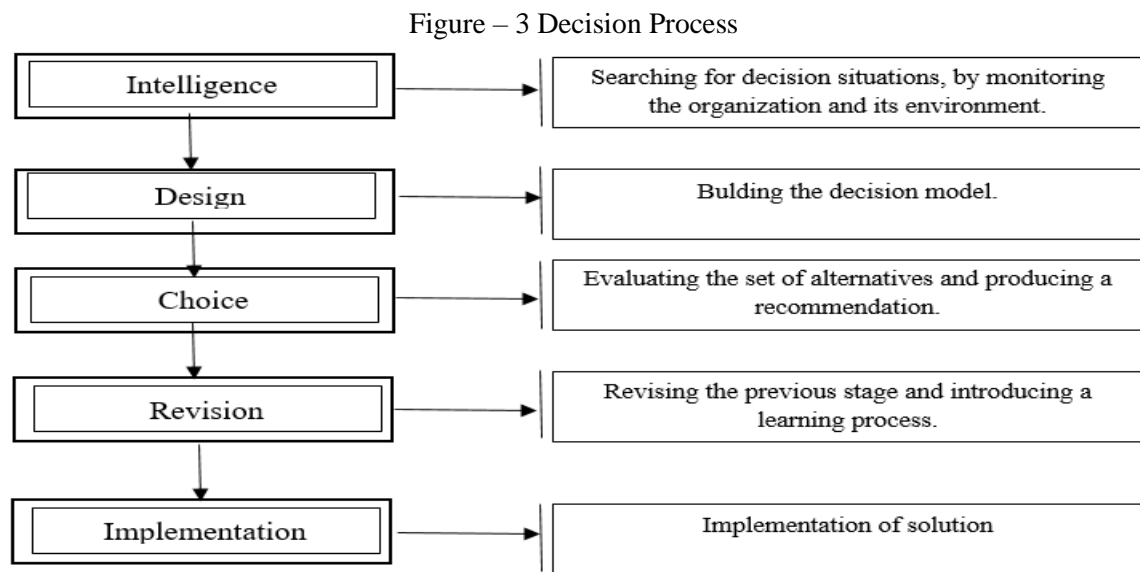 Figure – 3 Decision Process
Intelligence
Searching for decision situations, by monitoring
the organization and its environment.
Design
Bulding the decision model.
Choice
Evaluating the set of alternatives and producing a
recommendation.
Revision
Revising the previous stage and introducing a
learning process.
Implementation
Implementation of solution